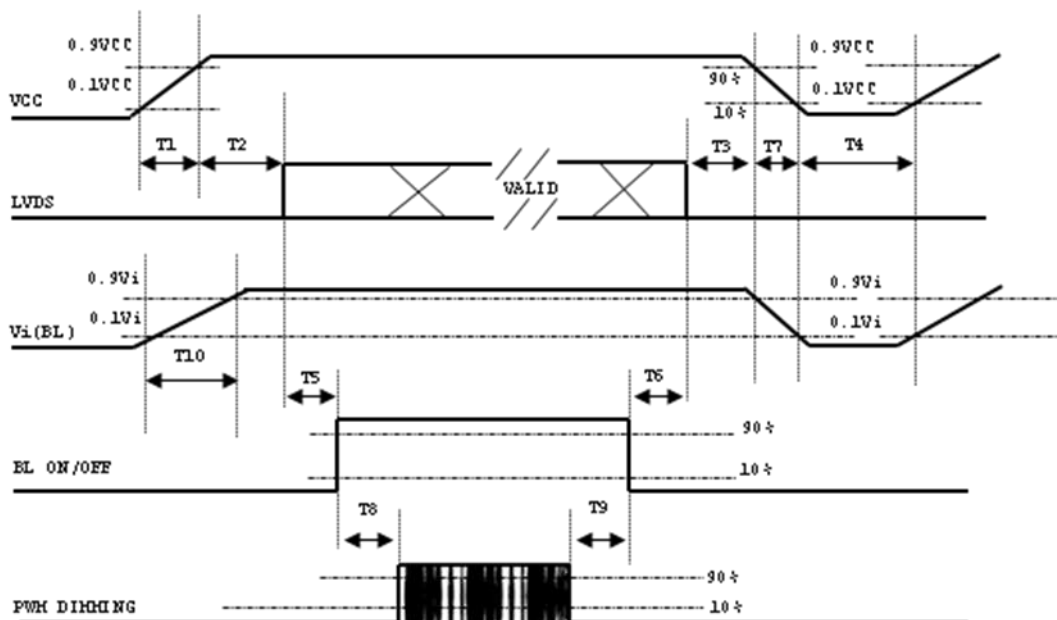 0.9VCC
0.9VCC
90%
0.1VCC
0.1VCC
VCC
10%
T1
T2
T3
T7
T4
VALID
LVDS
0.9Vi
0.9Vi
0.1Vi
0.1Vi
Vi(BL)
T10
T5
T6
90%
BL ON/OFF
10%
T8
T9
90%
PWM DIMMING
10%